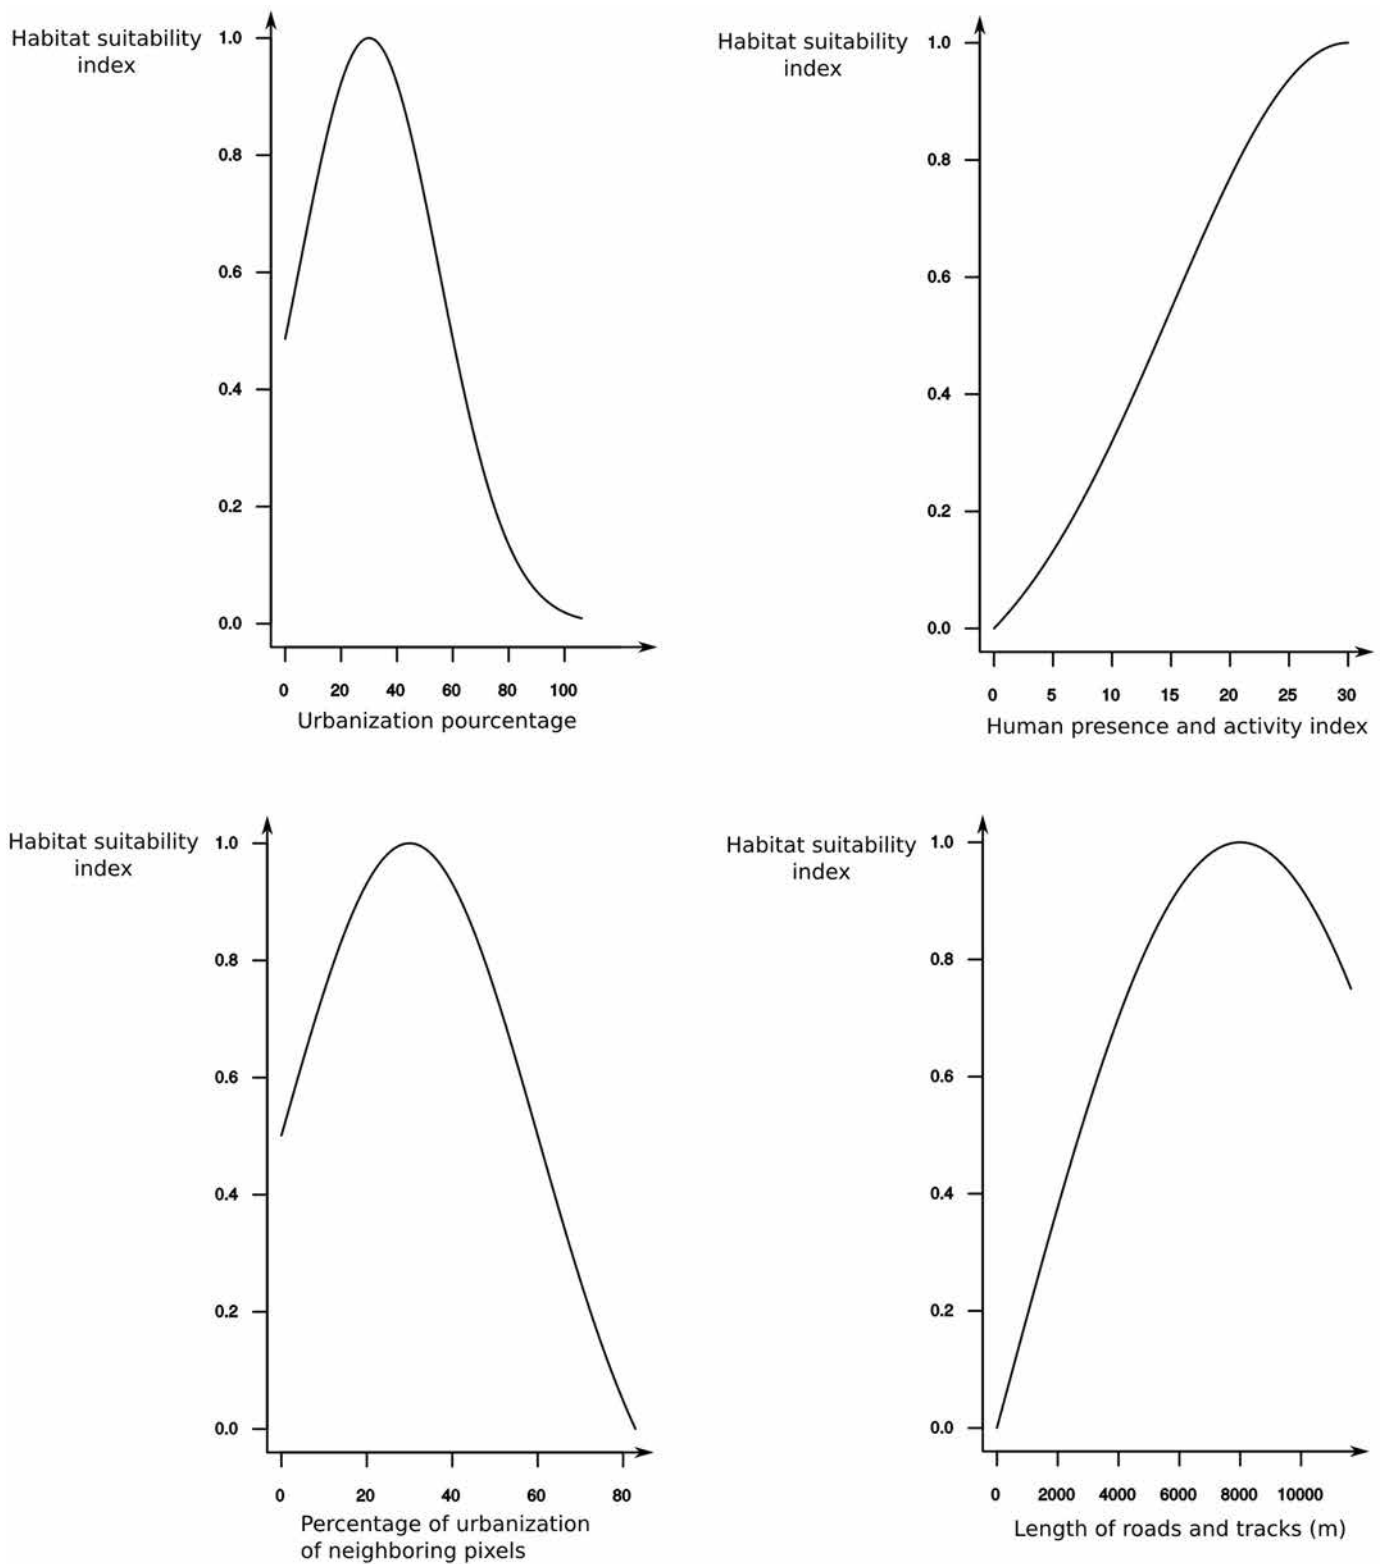 Habitat suitability
index
1.0
0.8
0.6
0.4
0.2
0.0
0 20 40 60 80 100
Urbanization pourcentage
Habitat suitability
index
1.0
0.8
0.6
0.4
0.2
0.0
0 5 10 15 20 25 30
Human presence and activity index
Habitat suitability
index
1.0
0.8
0.6
0.4
0.2
0.0
0 20 40 60 80
Percentage of urbanization
of neighboring pixels
Habitat suitability
index
1.0
0.8
0.6
0.4
0.2
0.0
0 2000 4000 6000 8000 10000
Length of roads and tracks (m)